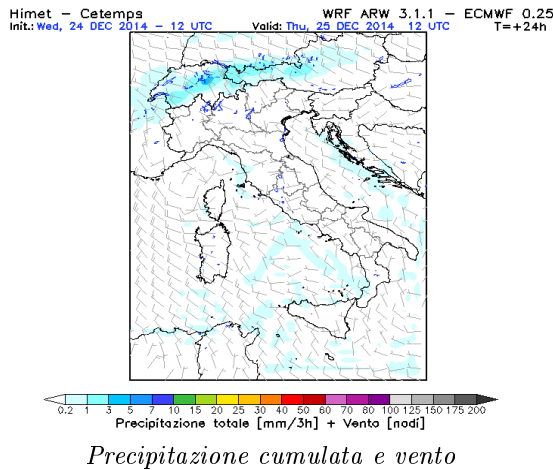 Himet – Cetemps WRF ARW 3.1.1 – ECMWF 0.25
Init.: Wed, 24 DEC 2014 – 12 UTC Valid: Thu, 25 DEC 2014 12 UTC T=+24h
0.2 1 3 5 7 10 15 20 25 30 40 50 60 70 80 100 125 150 175 200
Precipitazione totale [mm/3h] + Vento [nodi]
Precipitazione cumulata e vento